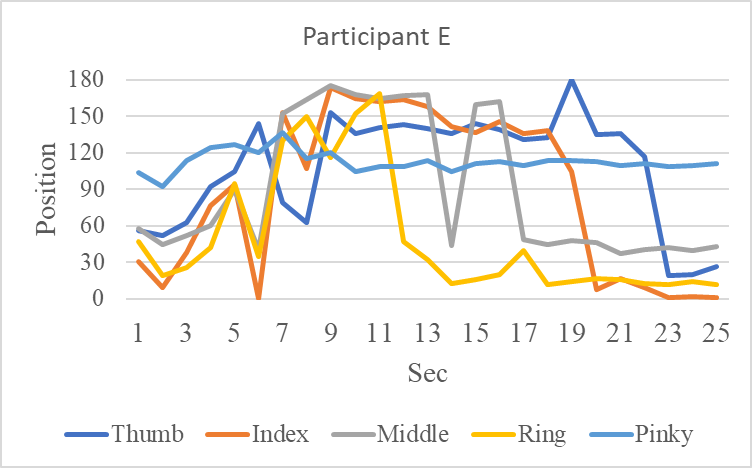 Participant E
180
150
120
90
60
30
0
Position
1 3 5 7 9 11 13 15 17 19 21 23 25
Sec
Thumb Index Middle Ring Pinky